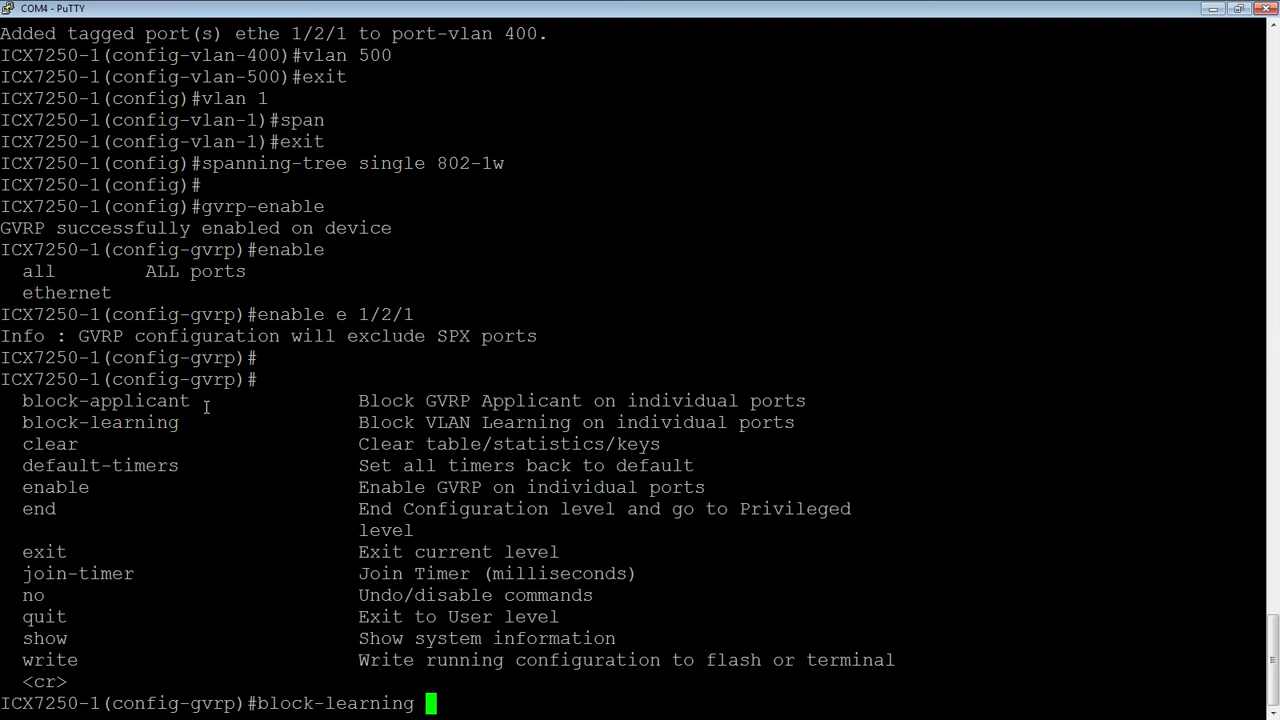 COM4 - PuTTY
Added tagged port(s) ethe 1/2/1 to port-vlan 400.
ICX7250-1(config-vlan-400)#vlan 500
ICX7250-1(config-vlan-500)#exit
ICX7250-1(config)#vlan 1
ICX7250-1(config-vlan-1)#span
ICX7250-1(config-vlan-1)#exit
ICX7250-1(config)#spanning-tree single 802-1w
ICX7250-1(config)#
ICX7250-1(config)#gvrp-enable
GVRP successfully enabled on device
ICX7250-1(config-gvrp)#enable
all ALL ports
ethernet
ICX7250-1(config-gvrp)#enable e 1/2/1
Info : GVRP configuration will exclude SPX ports
ICX7250-1(config-gvrp)#
ICX7250-1(config-gvrp)#
block-applicant Block GVRP Applicant on individual ports
block-learning Block VLAN Learning on individual ports
clear Clear table/statistics/keys
default-timers Set all timers back to default
enable Enable GVRP on individual ports
end End Configuration level and go to Privileged
level
exit Exit current level
join-timer Join Timer (milliseconds)
no Undo/disable commands
quit Exit to User level
show Show system information
write Write running configuration to flash or terminal
<cr>
ICX7250-1(config-gvrp)#block-learning